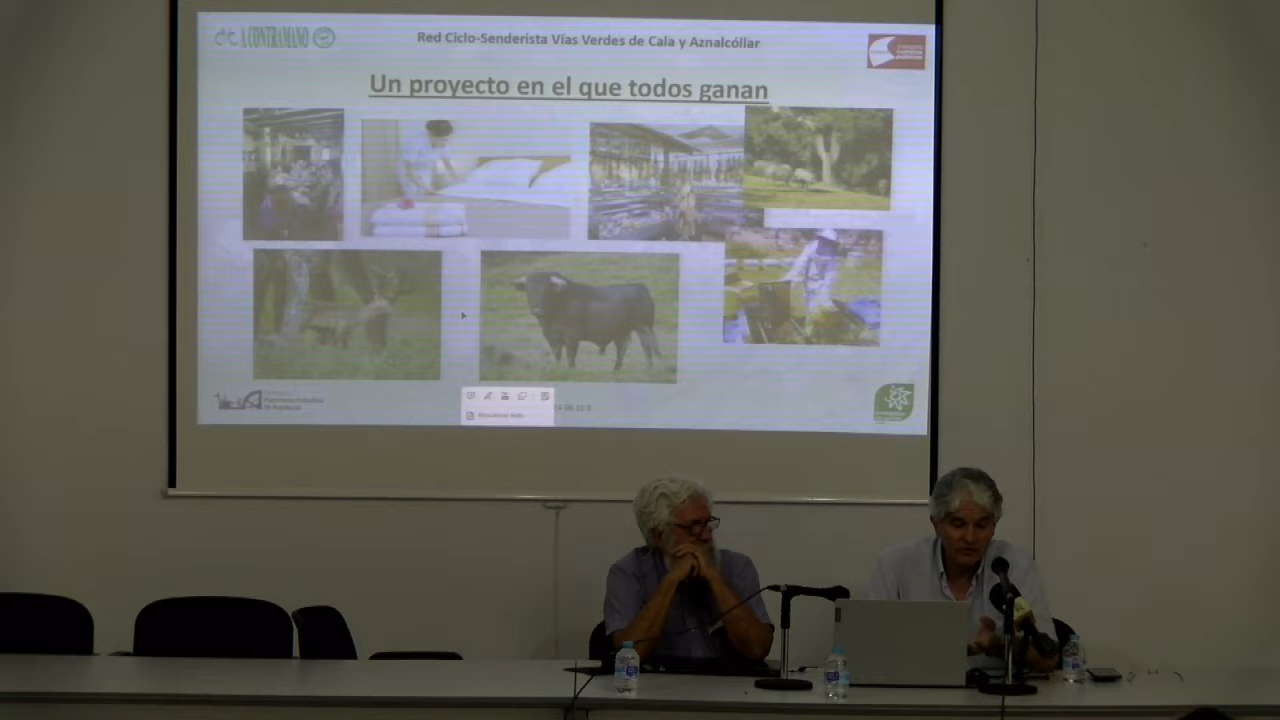 A CONTRAMANO
Red Ciclo-Senderista Vías Verdes de Cala y Aznalcóllar
Un proyecto en el que todos ganan